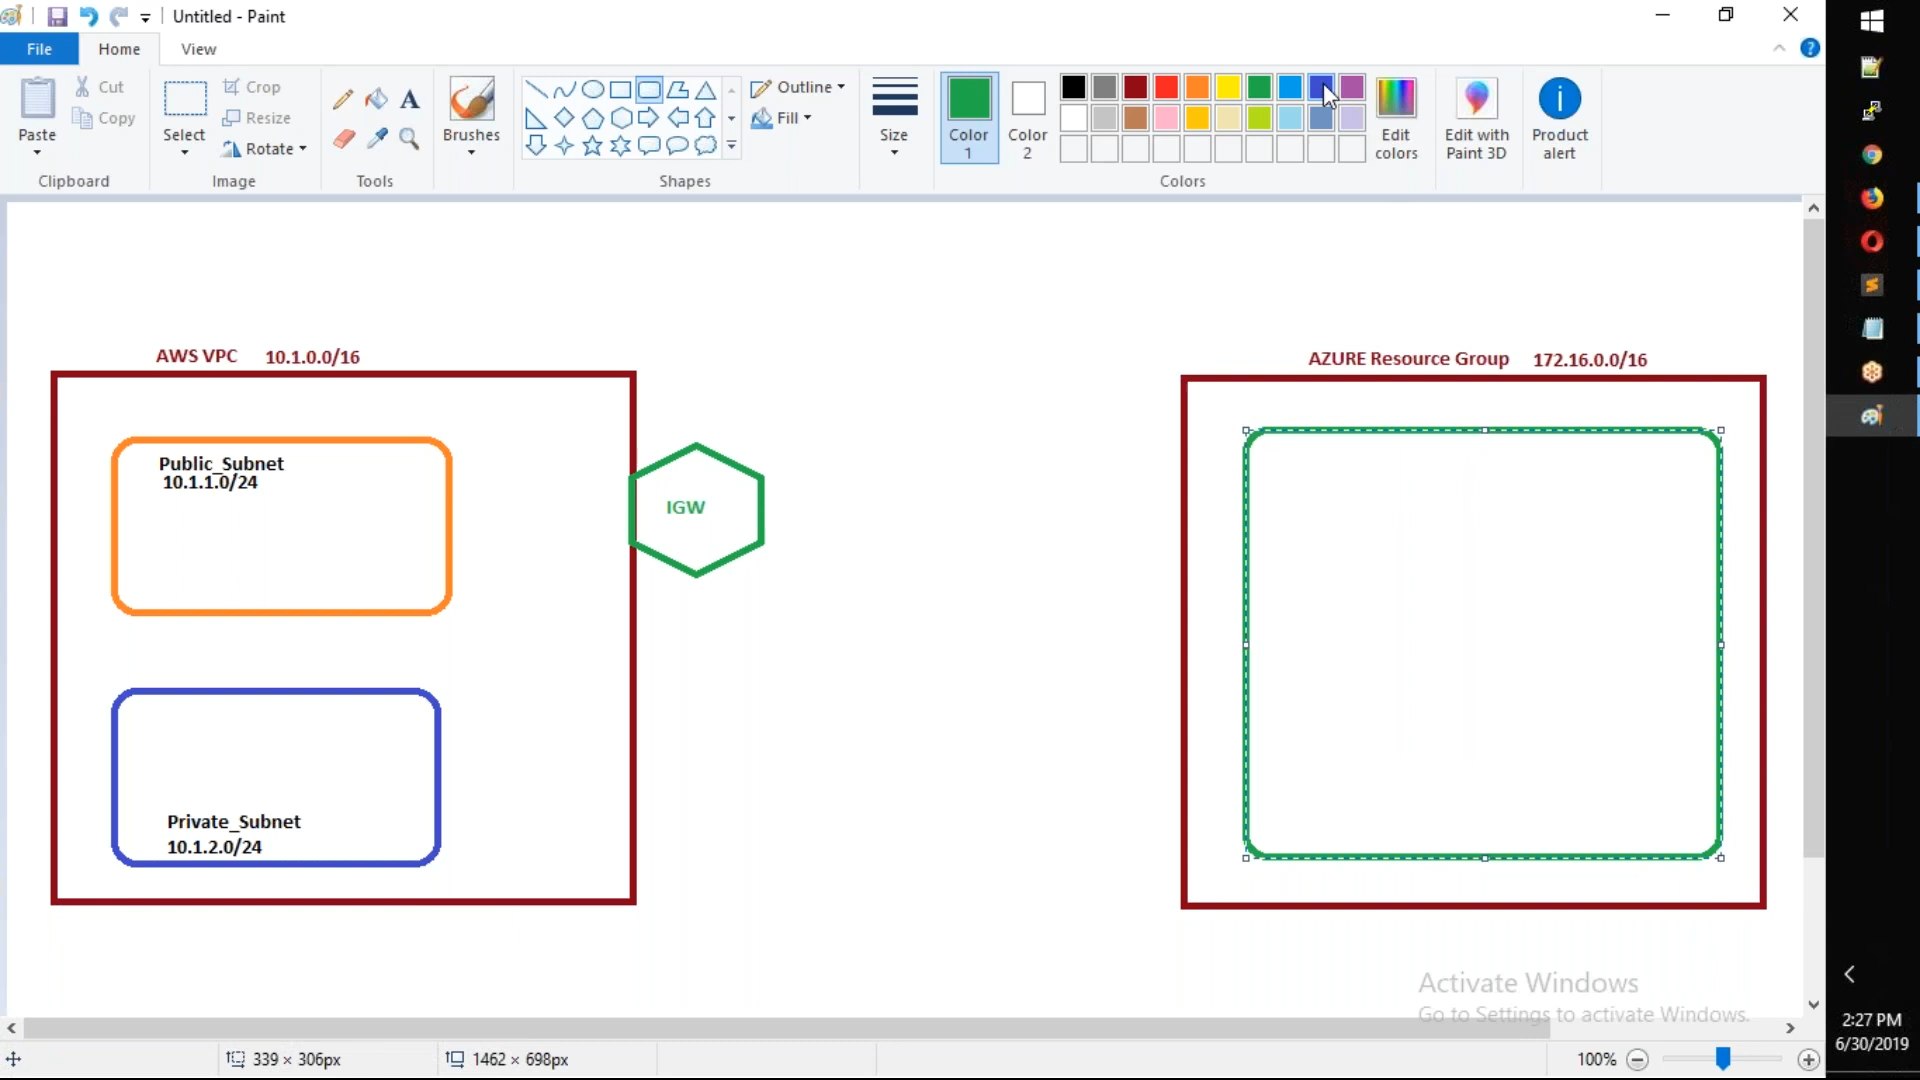 Untitled - Paint
File Home View
Paste
Cut
Copy
Clipboard
Select
Crop
Resize
Rotate
Image
Tools
Brushes
Shapes
Outline
Fill
Size
Color 1
Color 2
Colors
Edit colors
Edit with Paint 3D
Product alert
AWS VPC 10.1.0.0/16
AZURE Resource Group 172.16.0.0/16
Public_Subnet
10.1.1.0/24
IGW
Private_Subnet
10.1.2.0/24
Activate Windows
Go to Settings to activate Windows.
339 × 306px
1462 × 698px
100%
2:27 PM
6/30/2019